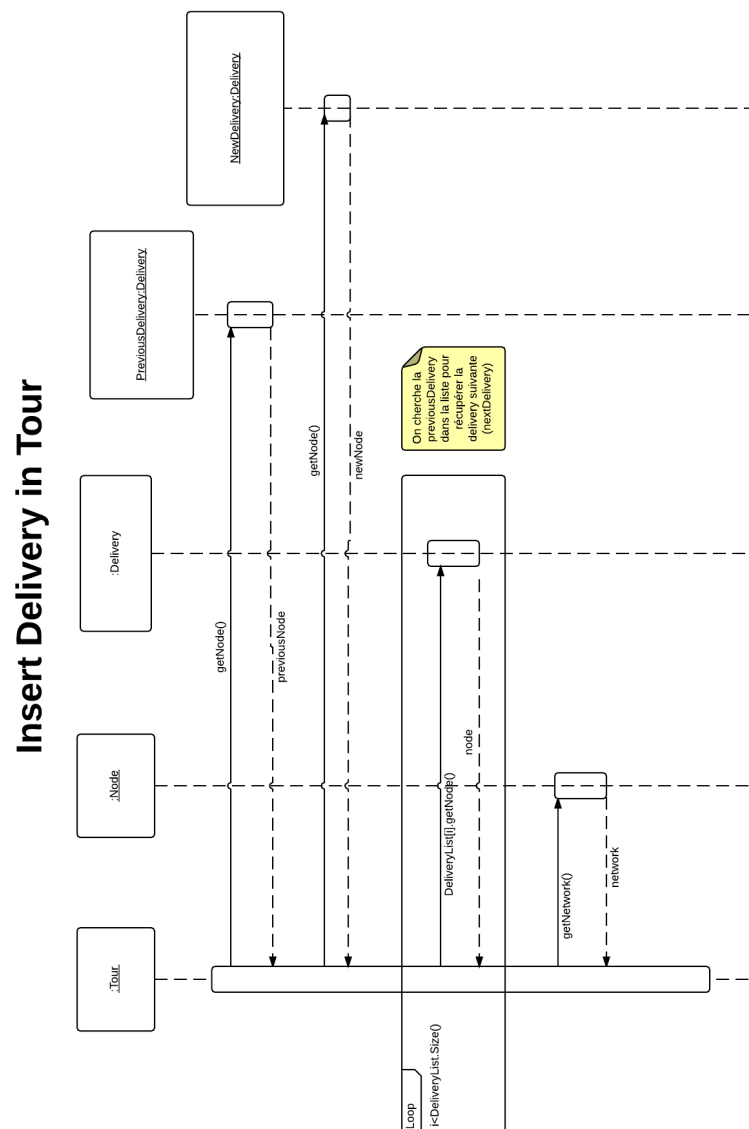 Insert Delivery in Tour
:Tour
:Node
:Delivery
PreviousDelivery:Delivery
NewDelivery:Delivery
getNode()
previousNode
getNode()
newNode
Loop
i<DeliveryList.Size()
DeliveryList[i].getNode()
node
On cherche la
previousDelivery
dans la liste pour
récupérer la
delivery suivante
(nextDelivery)
getNetwork()
network